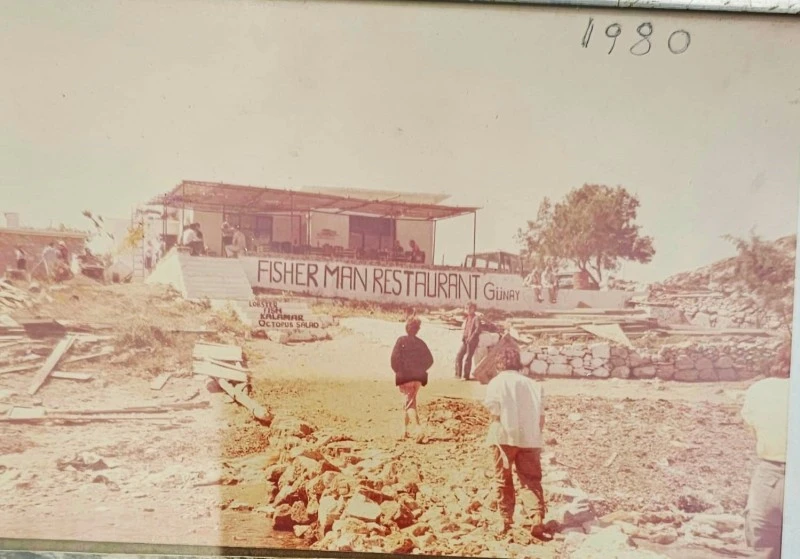 1980
FISHER MAN RESTAURANT GÜNAY
LOBSTER
FISH
KALAMAR
OCTOPUS SALAD